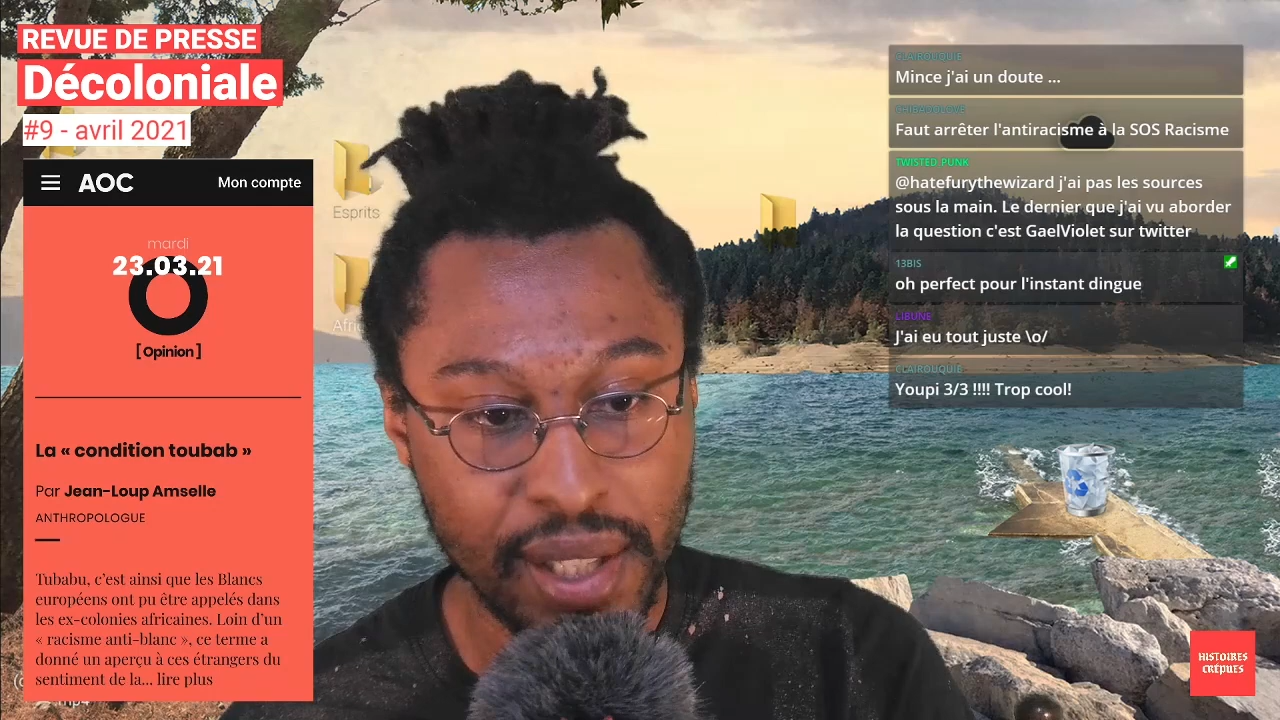 REVUE DE PRESSE
Décoloniale
#9 - avril 2021
AOC
Mon compte
mardi
23.03.21
[ Opinion ]
La « condition toubab »
Par Jean-Loup Amselle
ANTHROPOLOGUE
Tubabu, c’est ainsi que les Blancs
européens ont pu être appelés dans
les ex-colonies africaines. Loin d’un
« racisme anti-blanc », ce terme a
donné un aperçu à ces étrangers du
sentiment de la... lire plus
.mp4
Esprits
CLAIROUQUIE
Mince j'ai un doute ...
Faut arrêter l'antiracisme à la SOS Racisme
TWISTED_PUNK
@hatefurythewizard j'ai pas les sources
sous la main. Le dernier que j'ai vu aborder
la question c'est GaelViolet sur twitter
13BIS
oh perfect pour l'instant dingue
LIBUNE
J'ai eu tout juste \o/
CLAIROUQUIE
Youpi 3/3 !!!! Trop cool!
HISTOIRES
CRÉPUES